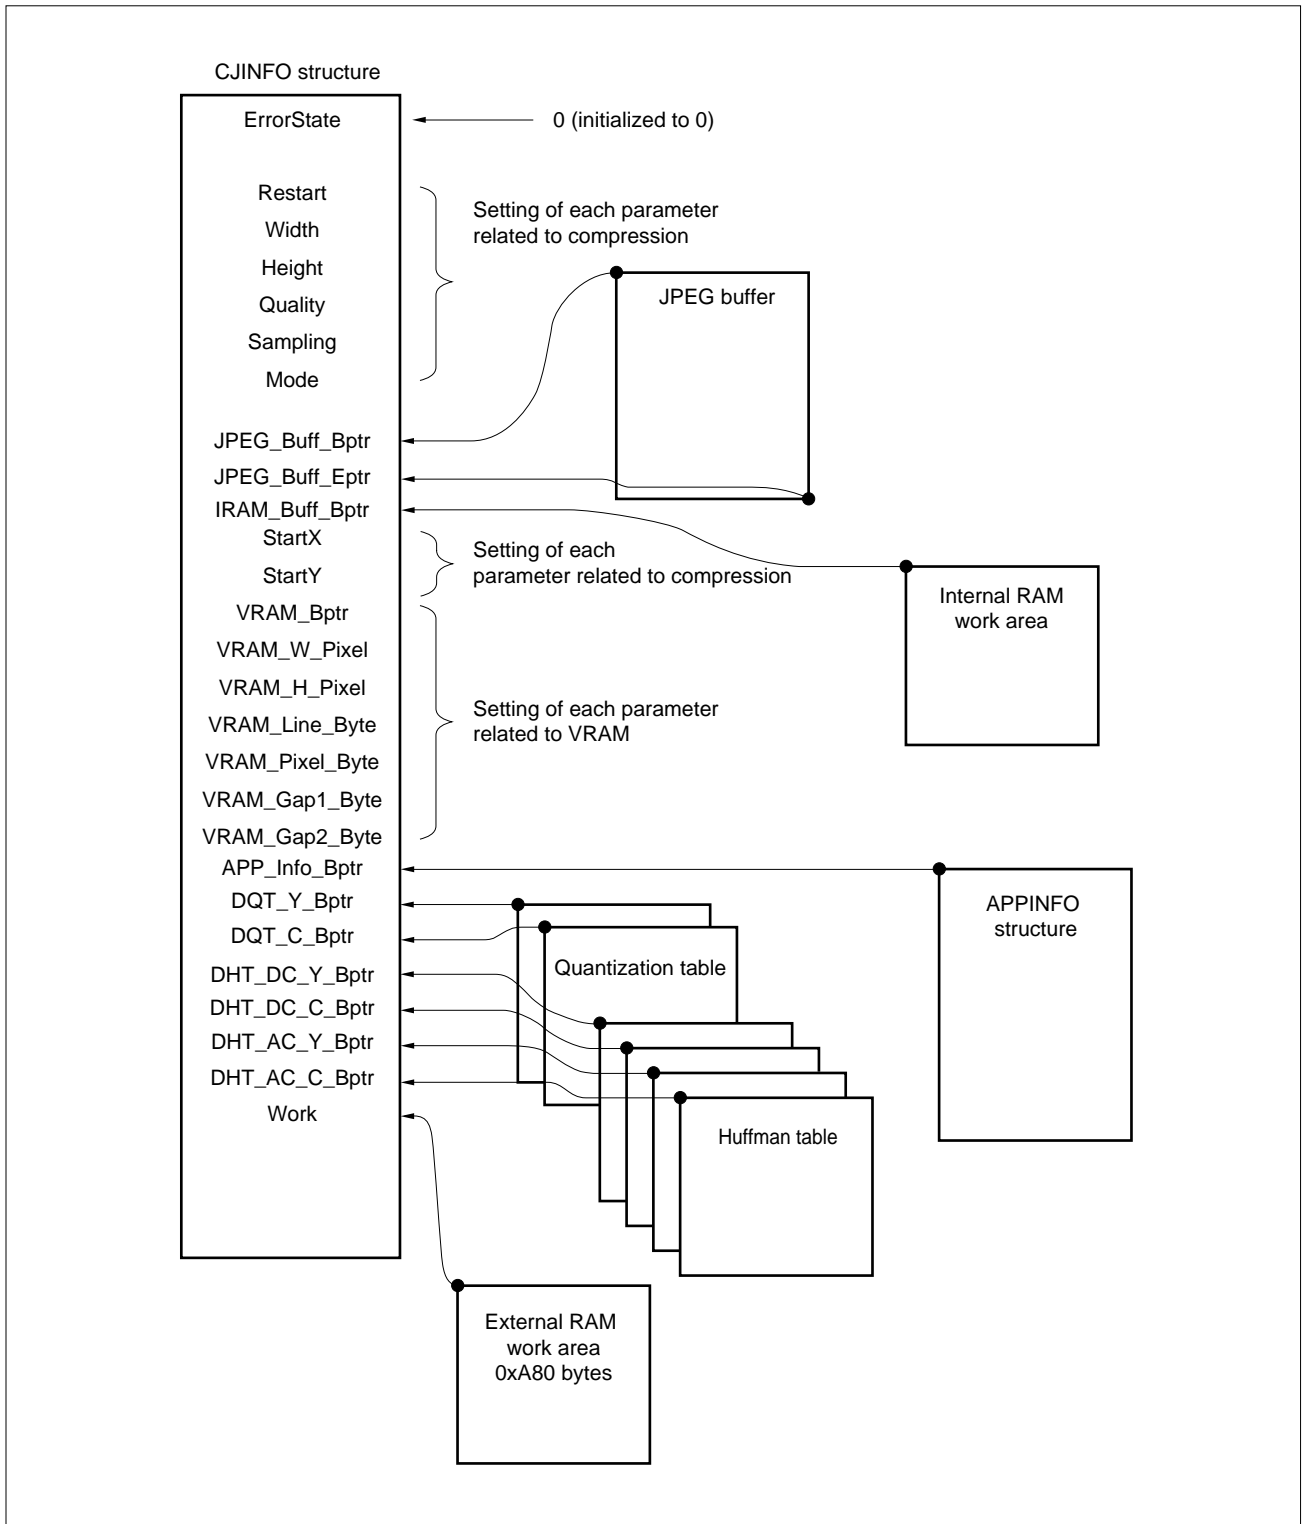 CJINFO structure
ErrorState
0 (initialized to 0)
Restart
Width
Height
Quality
Sampling
Mode
Setting of each parameter
related to compression
JPEG buffer
JPEG_Buff_Bptr
JPEG_Buff_Eptr
IRAM_Buff_Bptr
StartX
StartY
Setting of each
parameter related to compression
Internal RAM
work area
VRAM_Bptr
VRAM_W_Pixel
VRAM_H_Pixel
VRAM_Line_Byte
VRAM_Pixel_Byte
VRAM_Gap1_Byte
VRAM_Gap2_Byte
Setting of each parameter
related to VRAM
APP_Info_Bptr
DQT_Y_Bptr
DQT_C_Bptr
DHT_DC_Y_Bptr
DHT_DC_C_Bptr
DHT_AC_Y_Bptr
DHT_AC_C_Bptr
Work
APPINFO
structure
Quantization table
Huffman table
External RAM
work area
0xA80 bytes